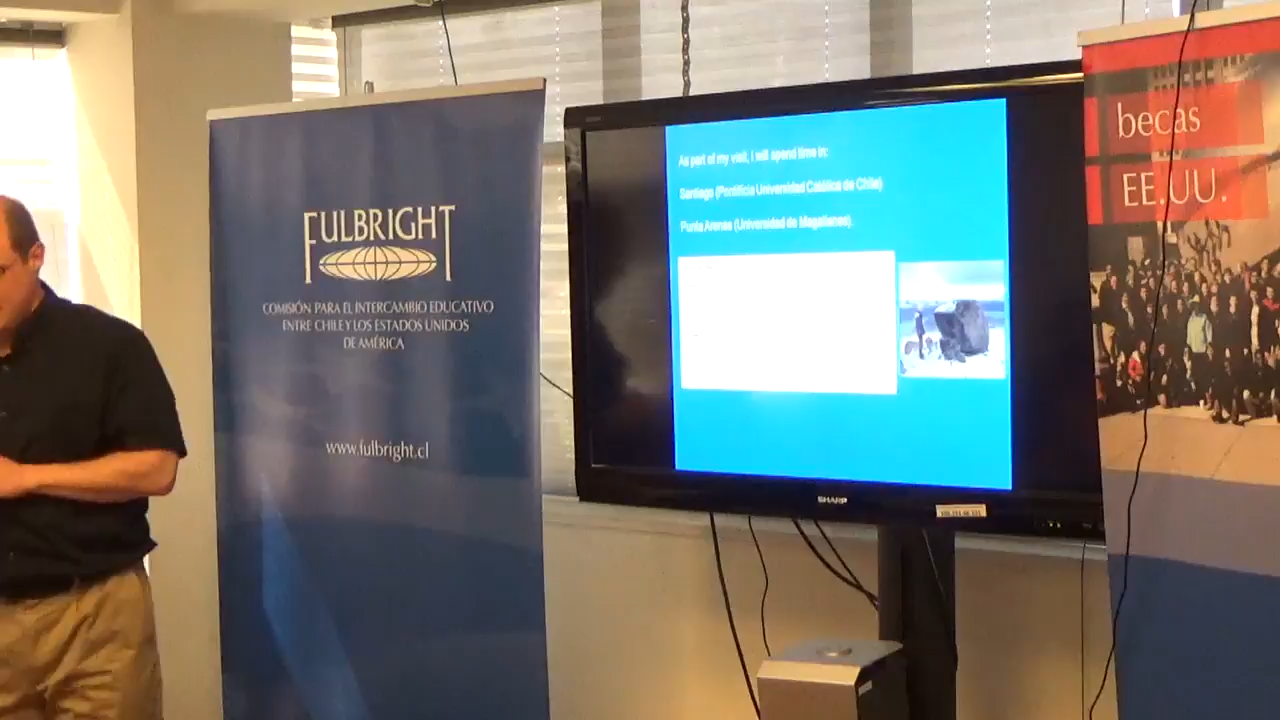 FULBRIGHT
COMISIÓN PARA EL INTERCAMBIO EDUCATIVO
ENTRE CHILE Y LOS ESTADOS UNIDOS
DE AMÉRICA
www.fulbright.cl
As part of my visit, I will spend time in:
Santiago (Pontificia Universidad Católica de Chile)
Punta Arenas (Universidad de Magallanes).
SHARP
becas
EE.UU.